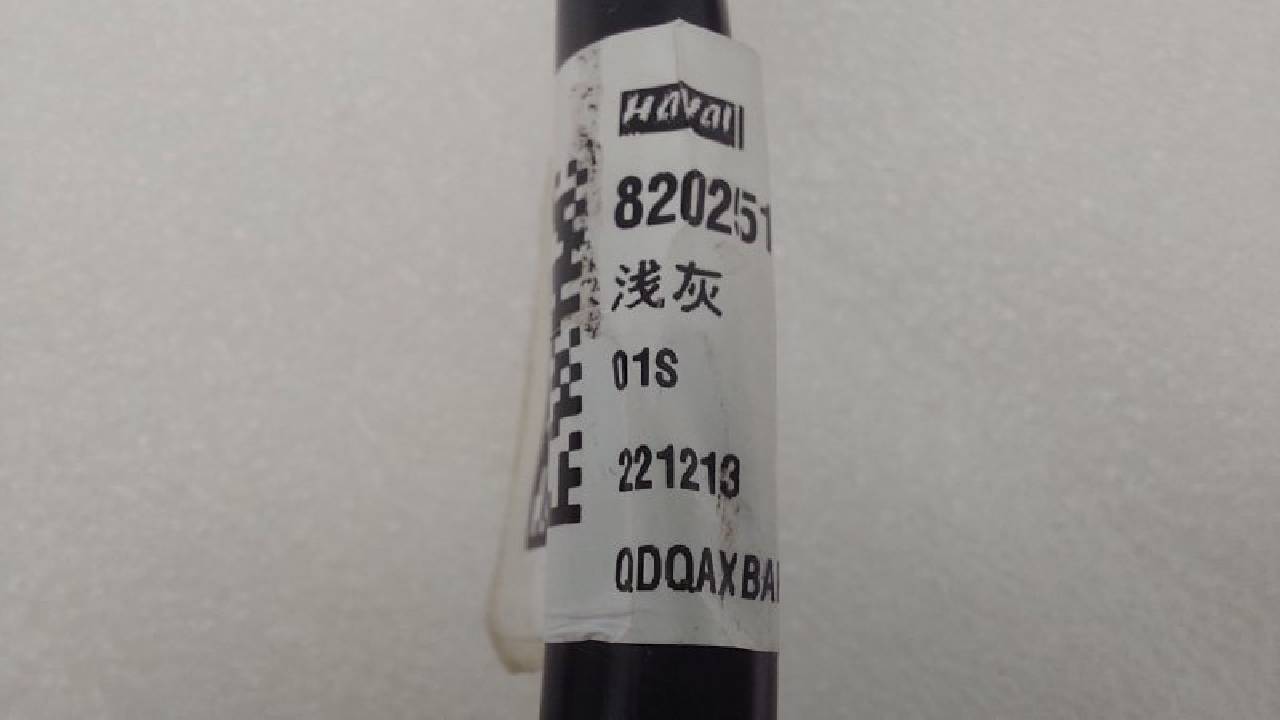 HAVAL
820251
浅灰
01S
221213
QDQAXBA